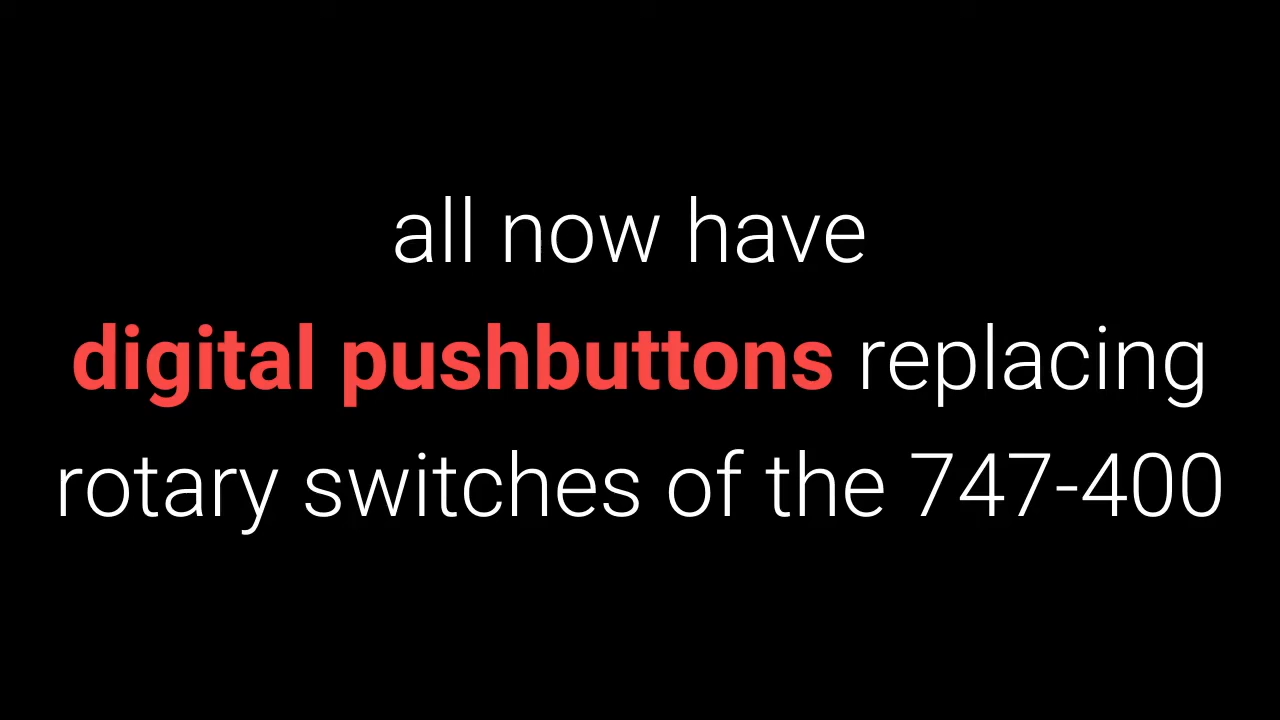 all now have
digital pushbuttons replacing
rotary switches of the 747-400